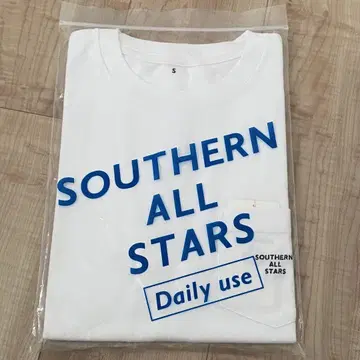 S
SOUTHERN
ALL
STARS
Daily use
SOUTHERN
ALL
STARS